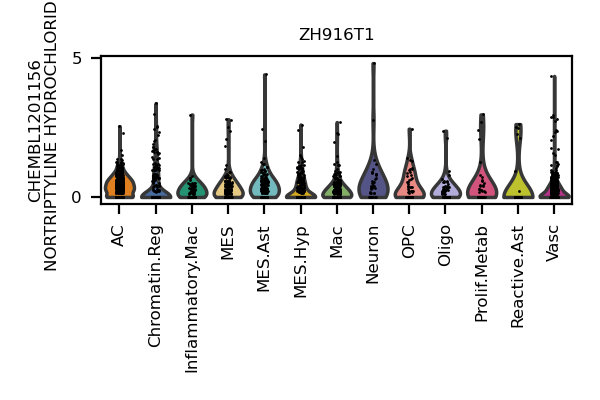 ZH916T1
CHEMBL1201156
NORTRIPTYLINE HYDROCHLORID
5
0
AC
Chromatin.Reg
Inflammatory.Mac
MES
MES.Ast
MES.Hyp
Mac
Neuron
OPC
Oligo
Prolif.Metab
Reactive.Ast
Vasc